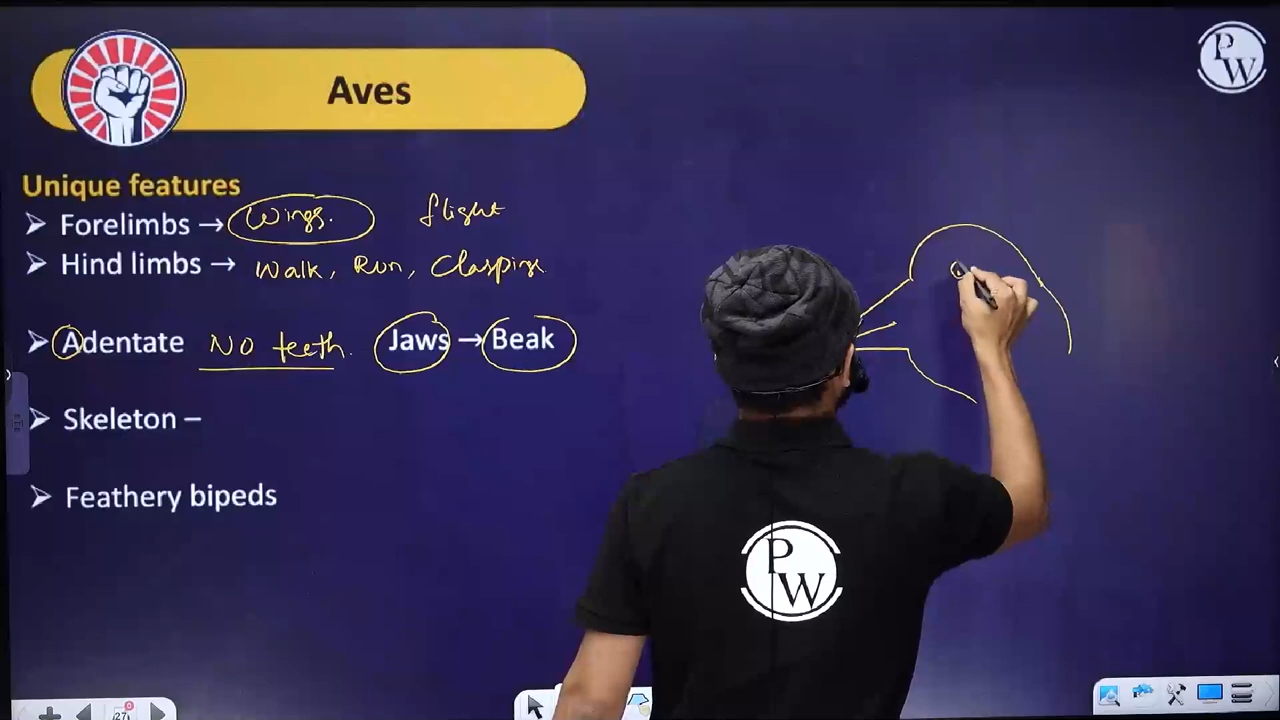 Aves
PW
Unique features
➤ Forelimbs → Wings. flight
➤ Hind limbs → Walk, Run, Clasping
➤ Adentate No teeth. Jaws → Beak
➤ Skeleton –
➤ Feathery bipeds
PW
27